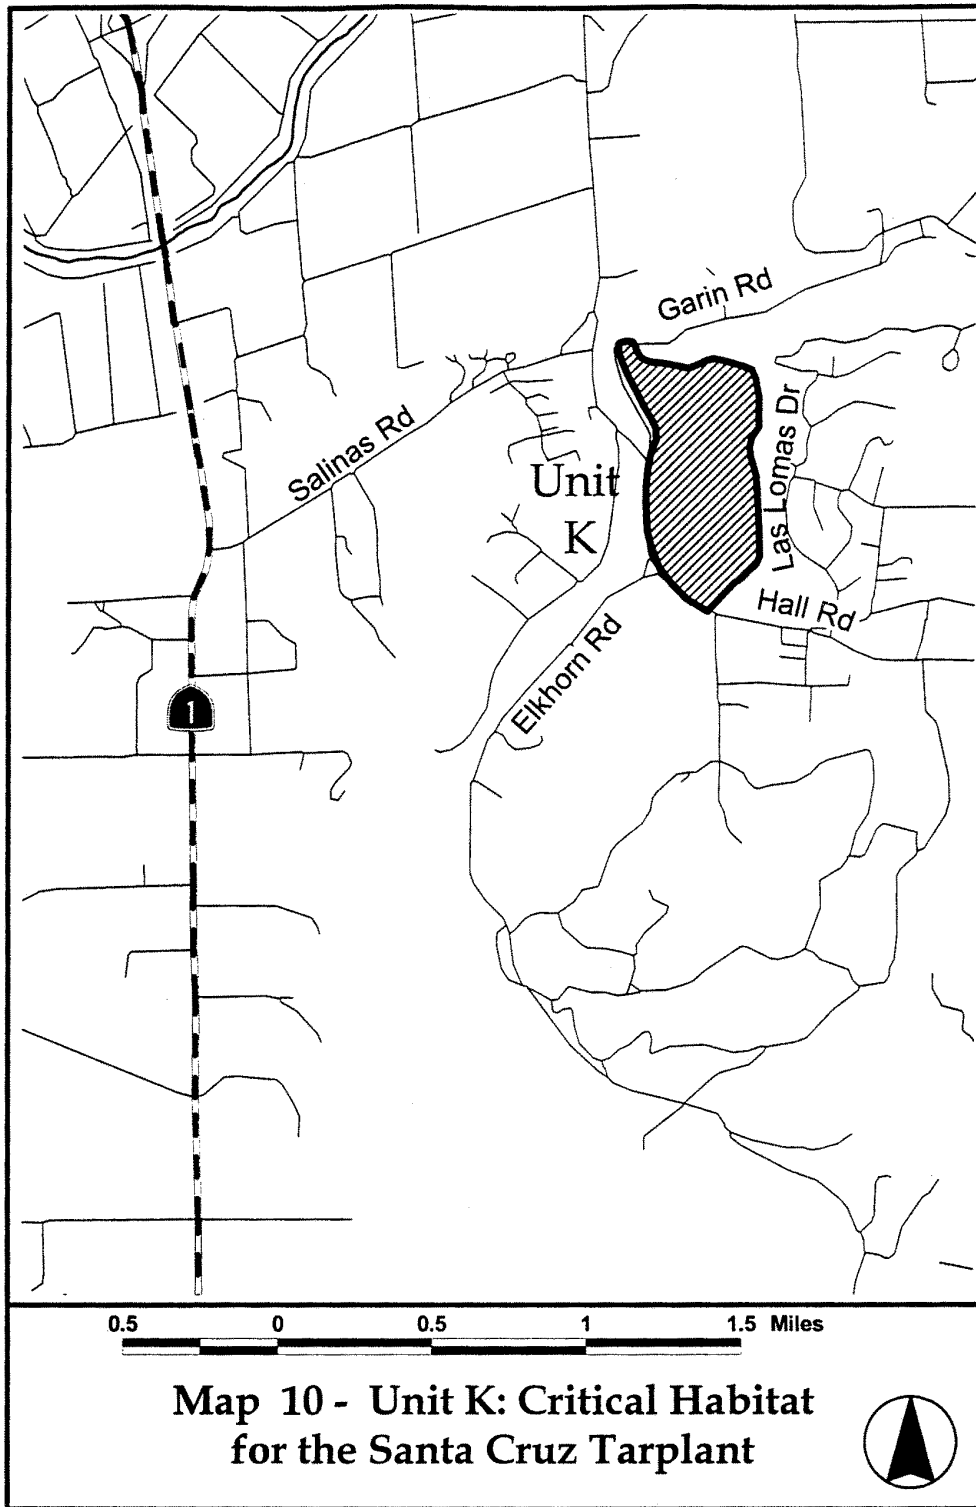 Garin Rd
Salinas Rd
Las Lomas Dr
Unit
K
Hall Rd
Elkhorn Rd
1
0.5 0 0.5 1 1.5 Miles
Map 10 - Unit K: Critical Habitat
for the Santa Cruz Tarplant